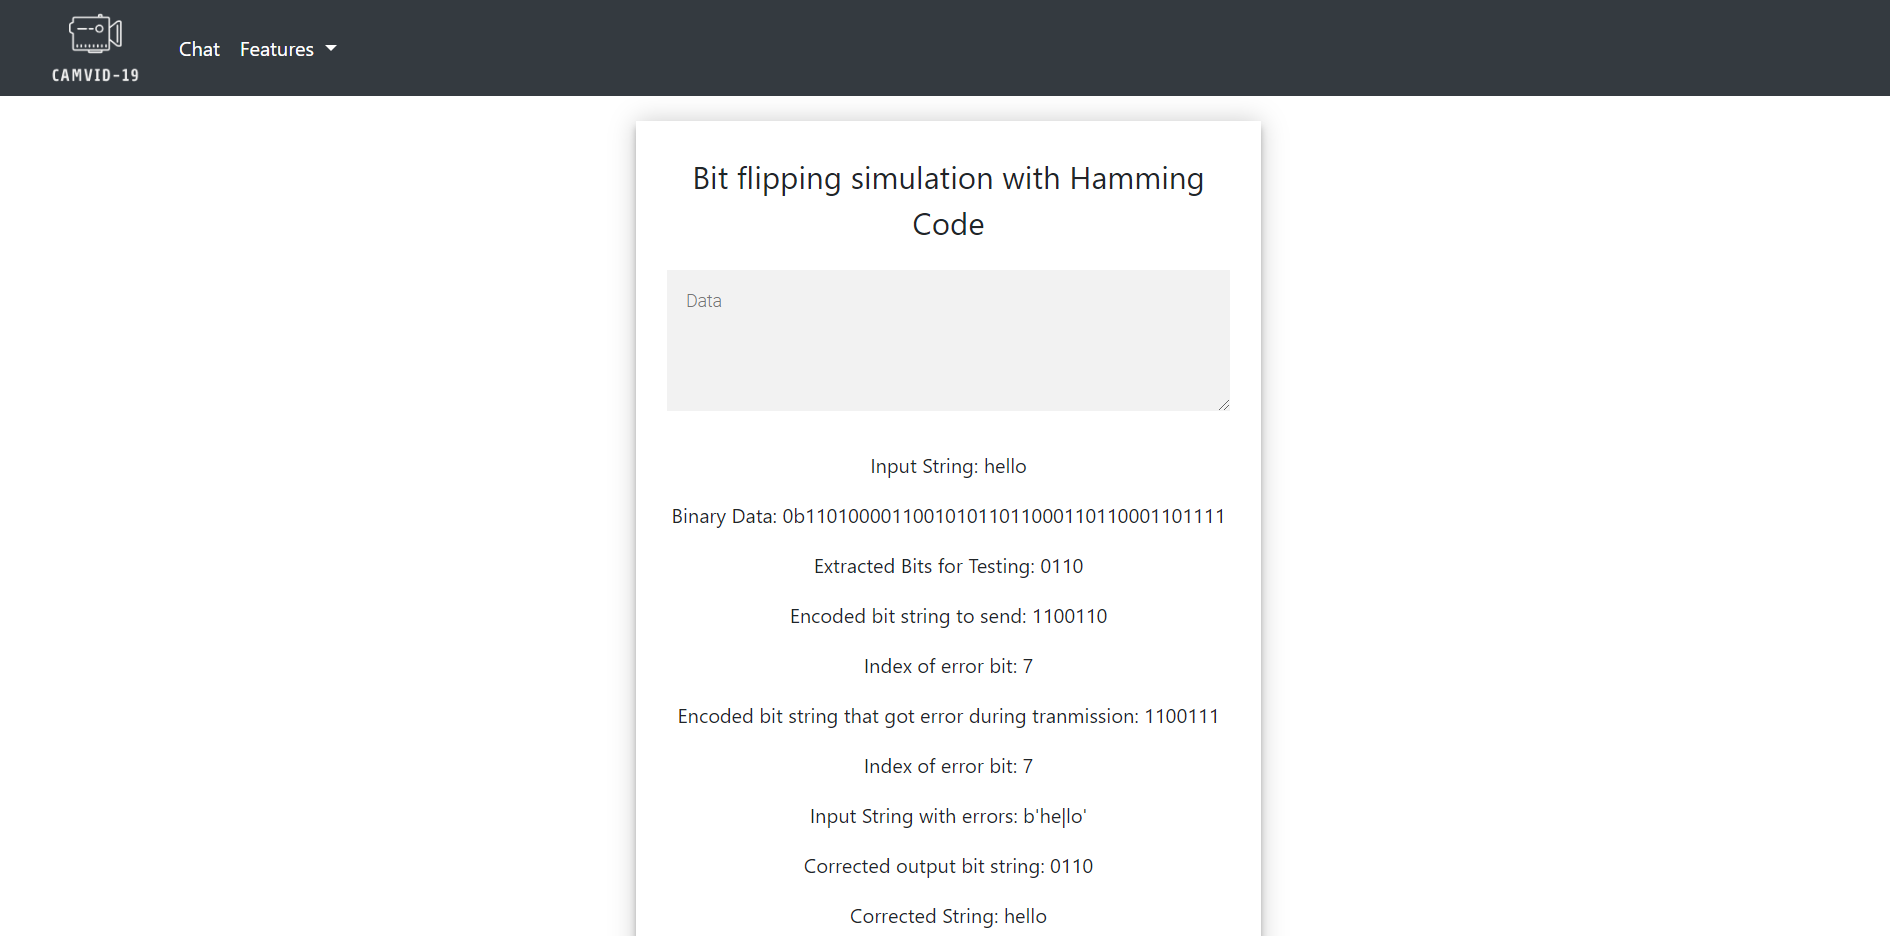 CAMVID-19
Chat
Features
Bit flipping simulation with Hamming
Code
Data
Input String: hello
Binary Data: 0b110100001100101011011000110110001101111
Extracted Bits for Testing: 0110
Encoded bit string to send: 1100110
Index of error bit: 7
Encoded bit string that got error during tranmission: 1100111
Index of error bit: 7
Input String with errors: b'he|lo'
Corrected output bit string: 0110
Corrected String: hello